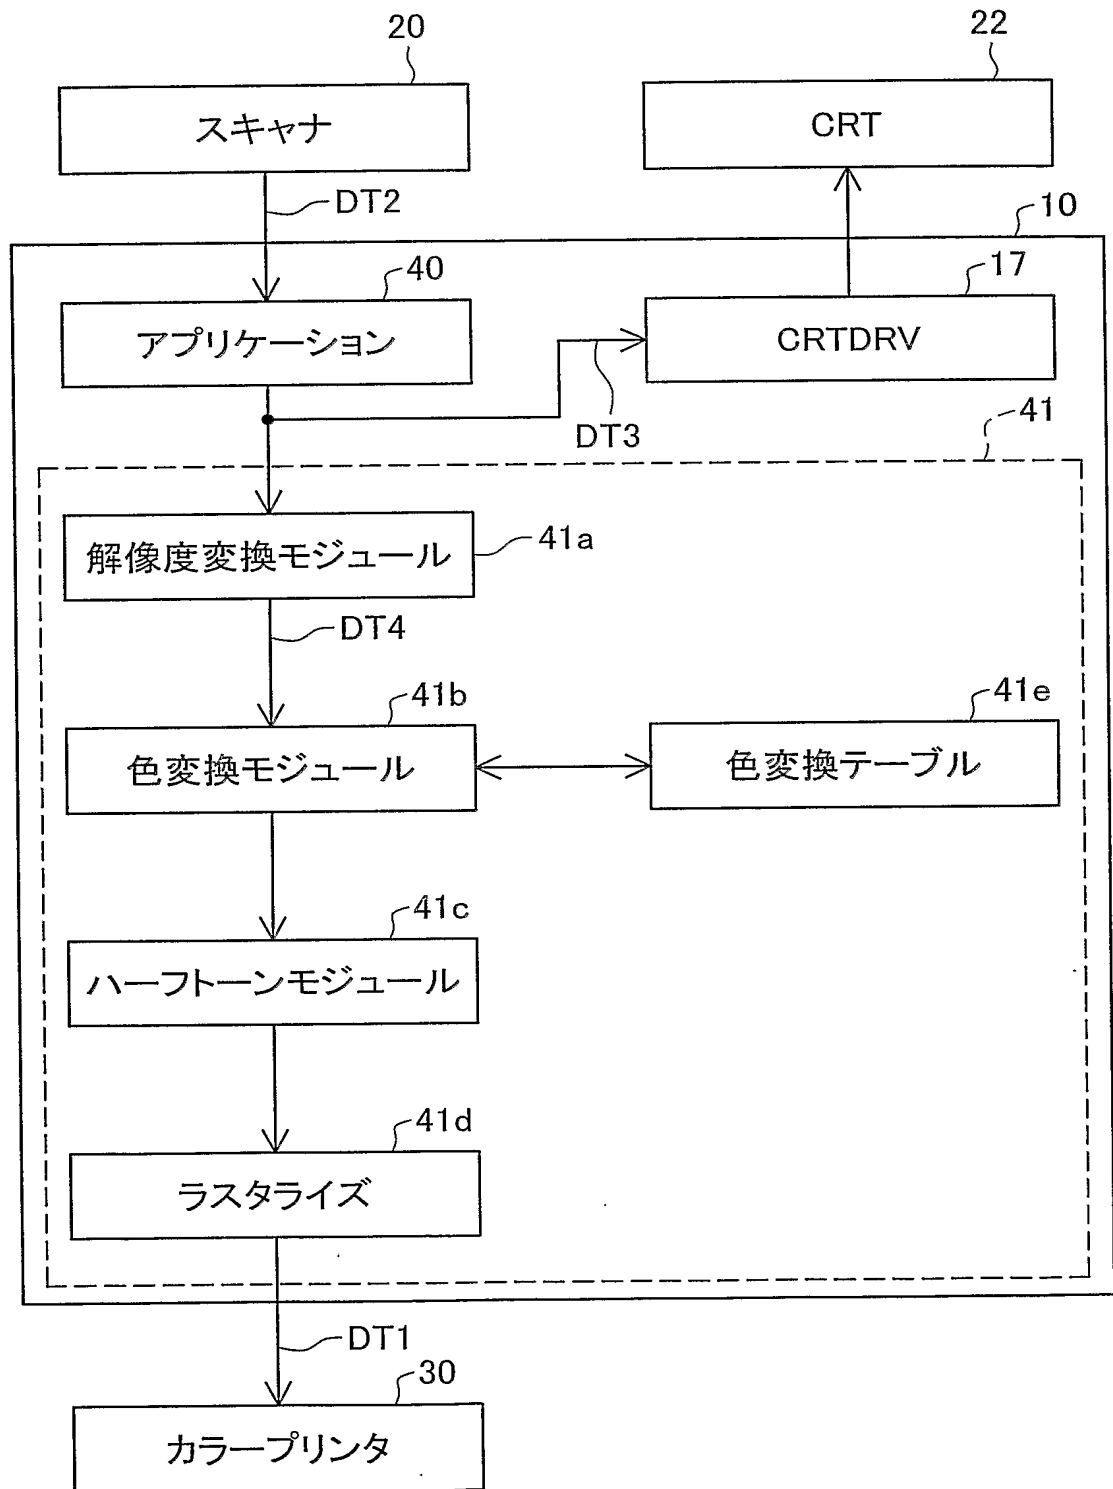 20
22
スキャナ
CRT
DT2
10
40
17
アプリケーション
CRTDRV
DT3
41
解像度変換モジュール
41a
DT4
41b
41e
色変換モジュール
色変換テーブル
41c
ハーフトーンモジュール
41d
ラスタライズ
DT1
30
カラープリンタ